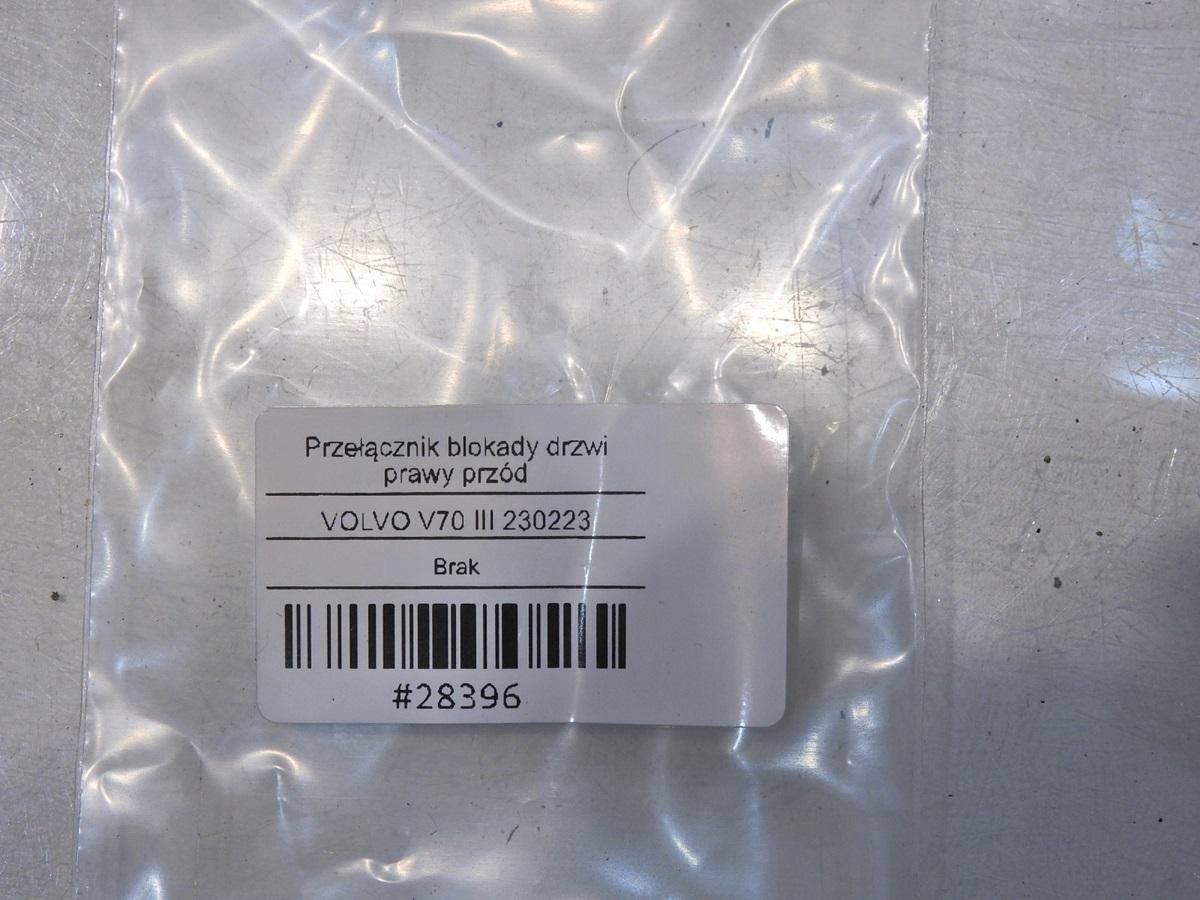 Przełącznik blokady drzwi
prawy przód
VOLVO V70 III 230223
Brak
#28396